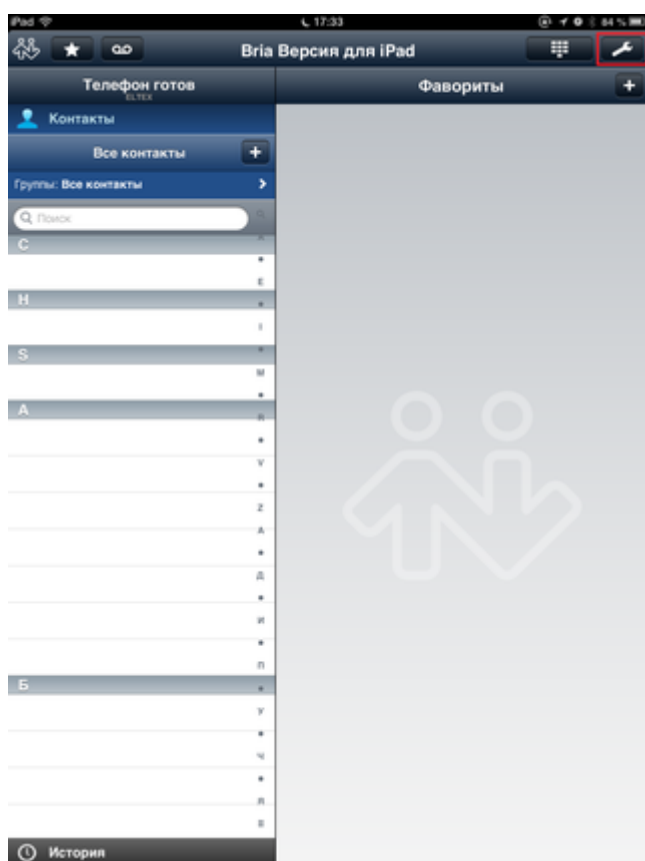 iPad 17:33 84 %
Bria Версия для iPad
Телефон готов
ELTEX
Фавориты
Контакты
Все контакты
Группы: Все контакты
Поиск
C
E
H
I
S
M
A
R
V
Z
А
Д
И
П
Б
У
Ч
Я
История